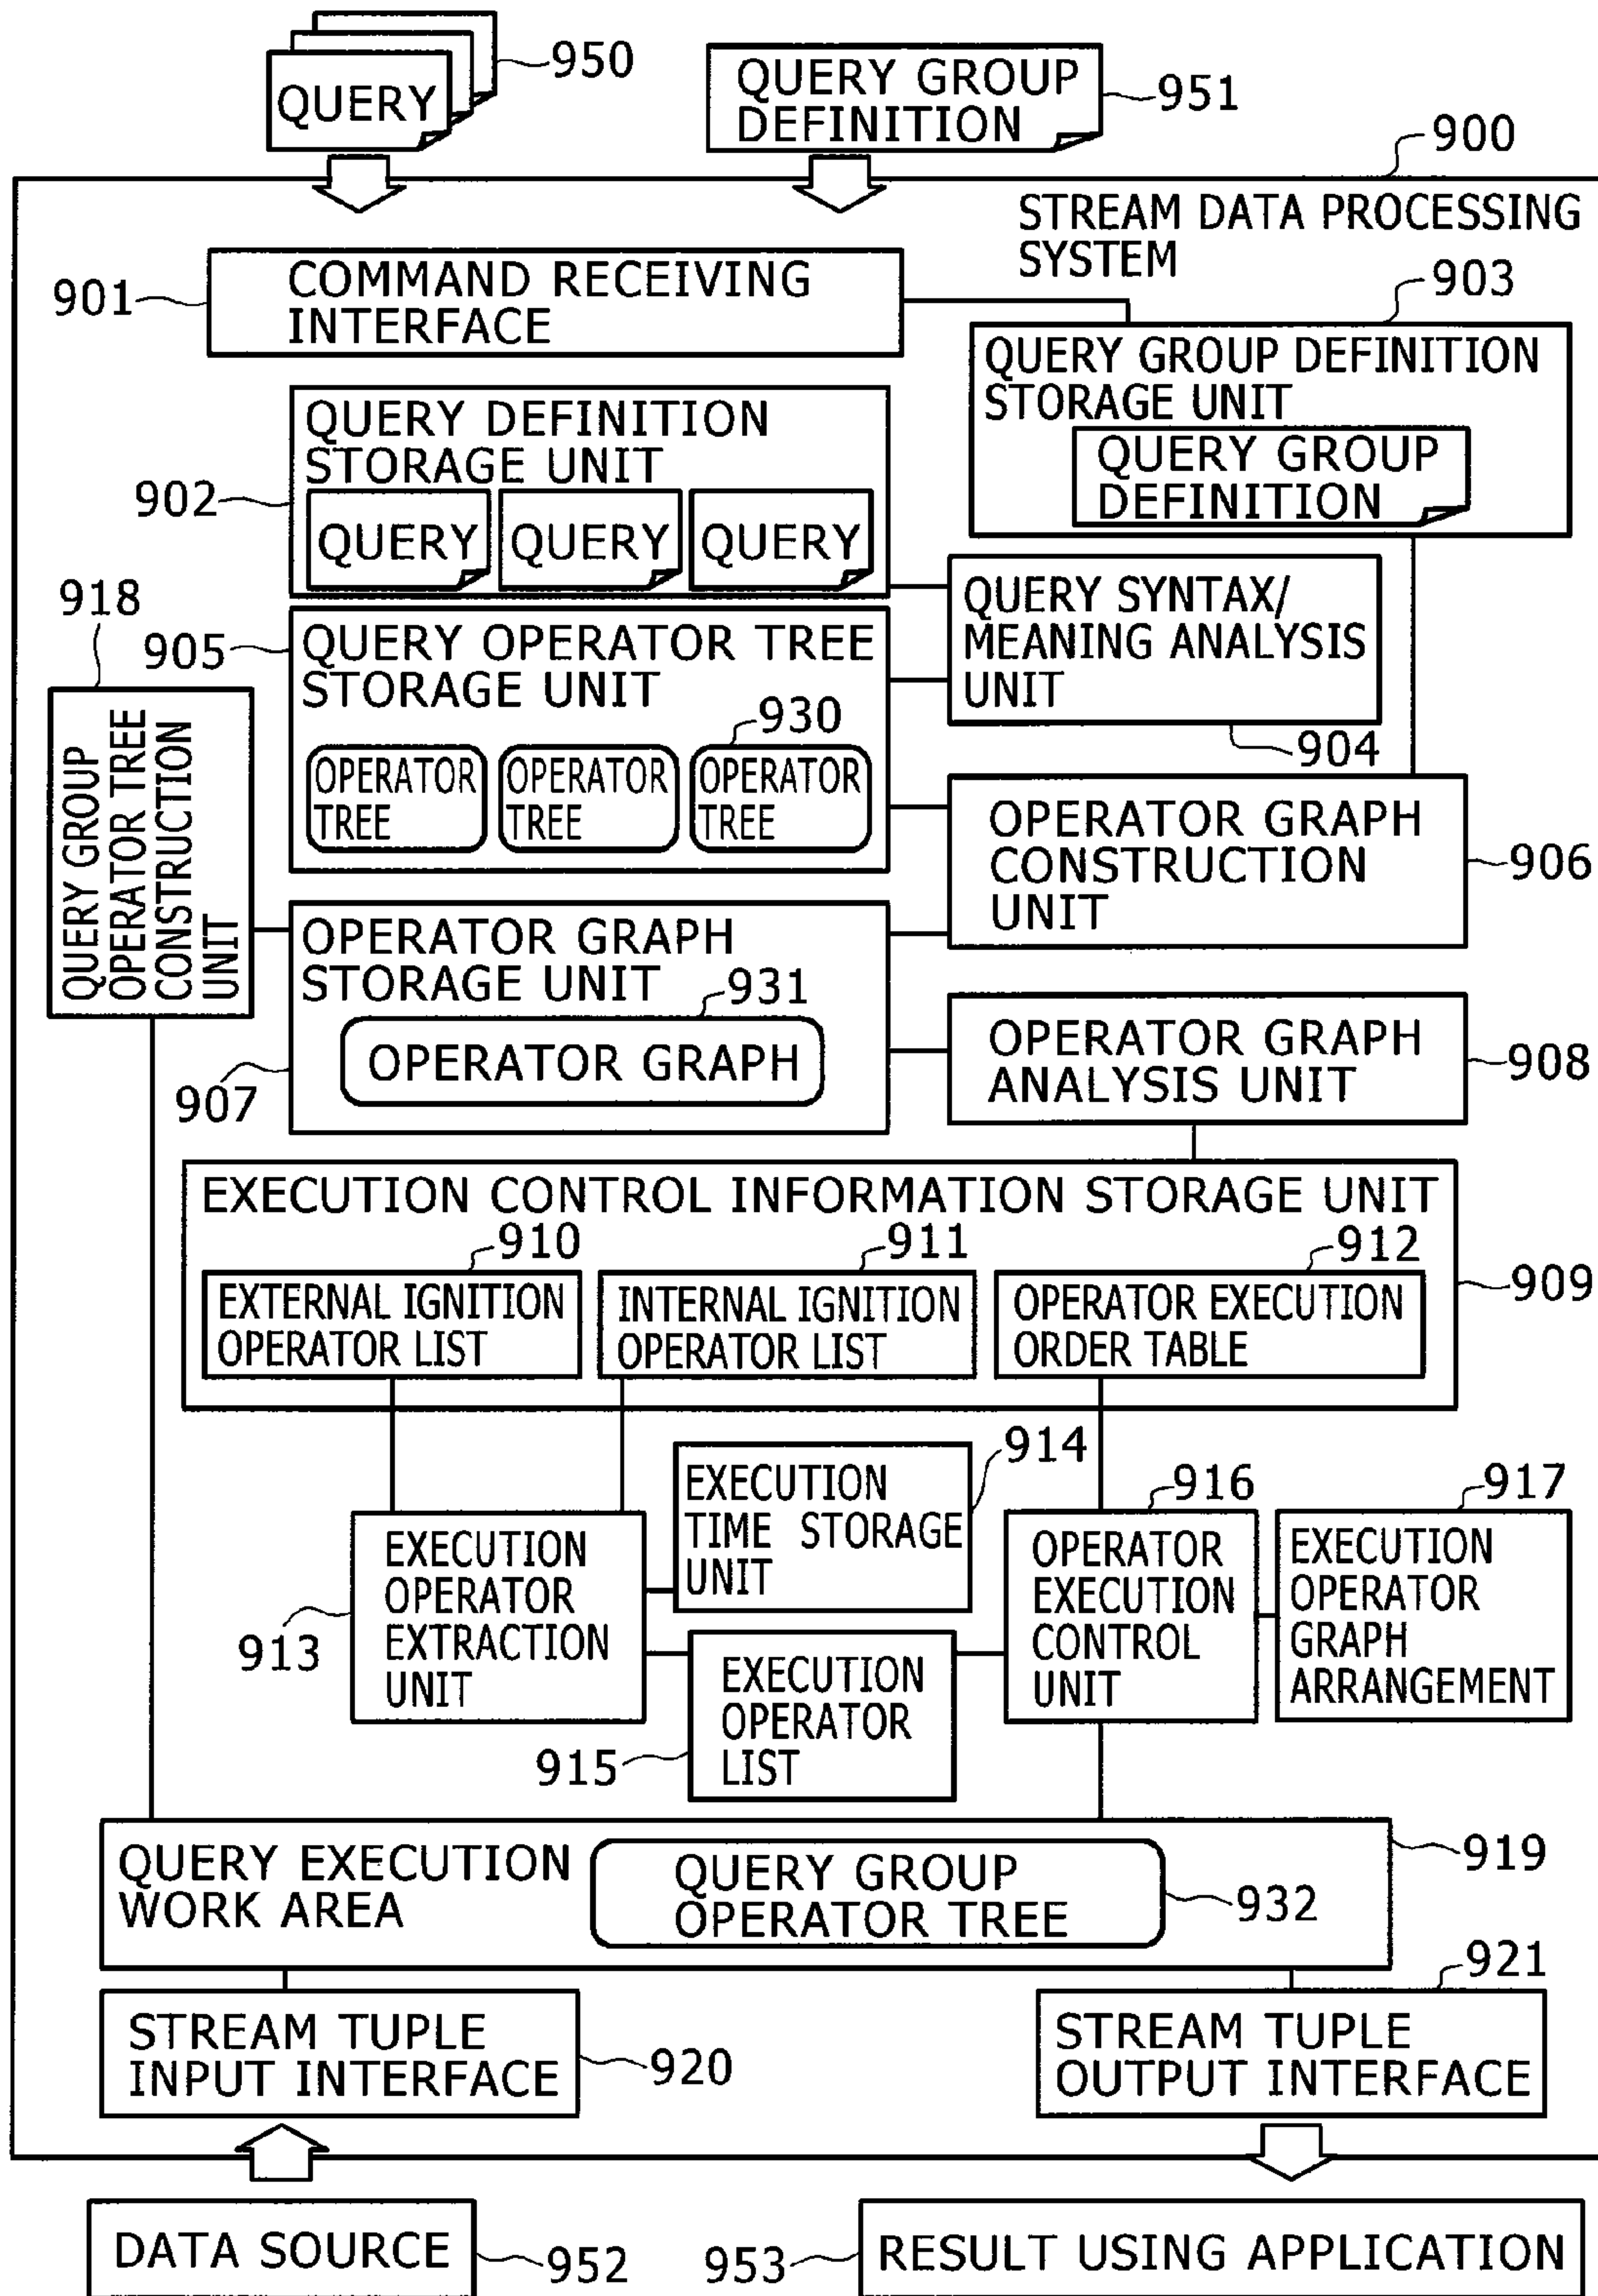 QUERY
950
QUERY GROUP
DEFINITION
951
900
STREAM DATA PROCESSING
SYSTEM
901
COMMAND RECEIVING
INTERFACE
903
QUERY GROUP DEFINITION
STORAGE UNIT
QUERY GROUP
DEFINITION
902
QUERY DEFINITION
STORAGE UNIT
QUERY QUERY QUERY
QUERY SYNTAX/
MEANING ANALYSIS
UNIT
904
918
QUERY GROUP
OPERATOR TREE
CONSTRUCTION
UNIT
905
QUERY OPERATOR TREE
STORAGE UNIT
930
OPERATOR
TREE
OPERATOR
TREE
OPERATOR
TREE
OPERATOR GRAPH
CONSTRUCTION
UNIT
906
OPERATOR GRAPH
STORAGE UNIT
931
OPERATOR GRAPH
907
OPERATOR GRAPH
ANALYSIS UNIT
908
EXECUTION CONTROL INFORMATION STORAGE UNIT
909
910
EXTERNAL IGNITION
OPERATOR LIST
911
INTERNAL IGNITION
OPERATOR LIST
912
OPERATOR EXECUTION
ORDER TABLE
913
EXECUTION
OPERATOR
EXTRACTION
UNIT
914
EXECUTION
TIME STORAGE
UNIT
915
EXECUTION
OPERATOR
LIST
916
OPERATOR
EXECUTION
CONTROL
UNIT
917
EXECUTION
OPERATOR
GRAPH
ARRANGEMENT
QUERY EXECUTION
WORK AREA
QUERY GROUP
OPERATOR TREE
932
919
STREAM TUPLE
INPUT INTERFACE
920
921
STREAM TUPLE
OUTPUT INTERFACE
DATA SOURCE
952
953
RESULT USING APPLICATION